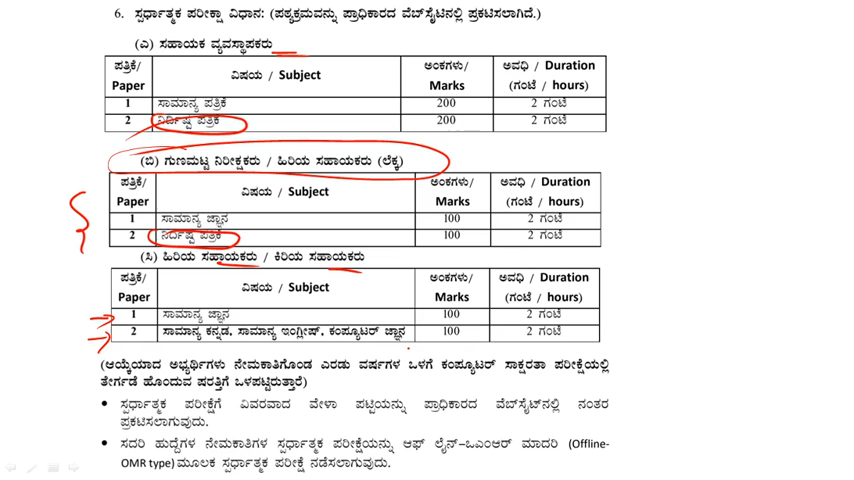 6. ಸ್ಪರ್ಧಾತ್ಮಕ ಪರೀಕ್ಷಾ ವಿಧಾನ: (ಪಠ್ಯಕ್ರಮವನ್ನು ಪ್ರಾಧಿಕಾರದ ವೆಬ್‌ಸೈಟಿನಲ್ಲಿ ಪ್ರಕಟಿಸಲಾಗಿದೆ.)
(ಎ) ಸಹಾಯಕ ವ್ಯವಸ್ಥಾಪಕರು
ಪತ್ರಿಕೆ/ Paper ವಿಷಯ / Subject ಅಂಕಗಳು/ Marks ಅವಧಿ / Duration (ಗಂಟೆ / hours)
1 ಸಾಮಾನ್ಯ ಪತ್ರಿಕೆ 200 2 ಗಂಟೆ
2 ನಿರ್ದಿಷ್ಟ ಪತ್ರಿಕೆ 200 2 ಗಂಟೆ
(ಬಿ) ಗುಣಮಟ್ಟ ನಿರೀಕ್ಷಕರು / ಹಿರಿಯ ಸಹಾಯಕರು (ಲೆಕ್ಕ)
ಪತ್ರಿಕೆ/ Paper ವಿಷಯ / Subject ಅಂಕಗಳು/ Marks ಅವಧಿ / Duration (ಗಂಟೆ / hours)
1 ಸಾಮಾನ್ಯ ಜ್ಞಾನ 100 2 ಗಂಟೆ
2 ನಿರ್ದಿಷ್ಟ ಪತ್ರಿಕೆ 100 2 ಗಂಟೆ
(ಸಿ) ಹಿರಿಯ ಸಹಾಯಕರು / ಕಿರಿಯ ಸಹಾಯಕರು
ಪತ್ರಿಕೆ/ Paper ವಿಷಯ / Subject ಅಂಕಗಳು/ Marks ಅವಧಿ / Duration (ಗಂಟೆ / hours)
1 ಸಾಮಾನ್ಯ ಜ್ಞಾನ 100 2 ಗಂಟೆ
2 ಸಾಮಾನ್ಯ ಕನ್ನಡ, ಸಾಮಾನ್ಯ ಇಂಗ್ಲೀಷ್, ಕಂಪ್ಯೂಟರ್ ಜ್ಞಾನ 100 2 ಗಂಟೆ
(ಆಯ್ಕೆಯಾದ ಅಭ್ಯರ್ಥಿಗಳು ನೇಮಕಾತಿಗೊಂಡ ಎರಡು ವರ್ಷಗಳ ಒಳಗೆ ಕಂಪ್ಯೂಟರ್ ಸಾಕ್ಷರತಾ ಪರೀಕ್ಷೆಯಲ್ಲಿ
ತೇರ್ಗಡೆ ಹೊಂದುವ ಷರತ್ತಿಗೆ ಒಳಪಟ್ಟಿರುತ್ತಾರೆ)
• ಸ್ಪರ್ಧಾತ್ಮಕ ಪರೀಕ್ಷೆಗೆ ವಿವರವಾದ ವೇಳಾ ಪಟ್ಟಿಯನ್ನು ಪ್ರಾಧಿಕಾರದ ವೆಬ್‌ಸೈಟ್‌ನಲ್ಲಿ ನಂತರ
ಪ್ರಕಟಿಸಲಾಗುವುದು.
• ಸದರಿ ಹುದ್ದೆಗಳ ನೇಮಕಾತಿಗಳ ಸ್ಪರ್ಧಾತ್ಮಕ ಪರೀಕ್ಷೆಯನ್ನು ಆಫ್ ಲೈನ್-ಒಎಂಆರ್ ಮಾದರಿ (Offline-
OMR type) ಮೂಲಕ ಸ್ಪರ್ಧಾತ್ಮಕ ಪರೀಕ್ಷೆ ನಡೆಸಲಾಗುವುದು.